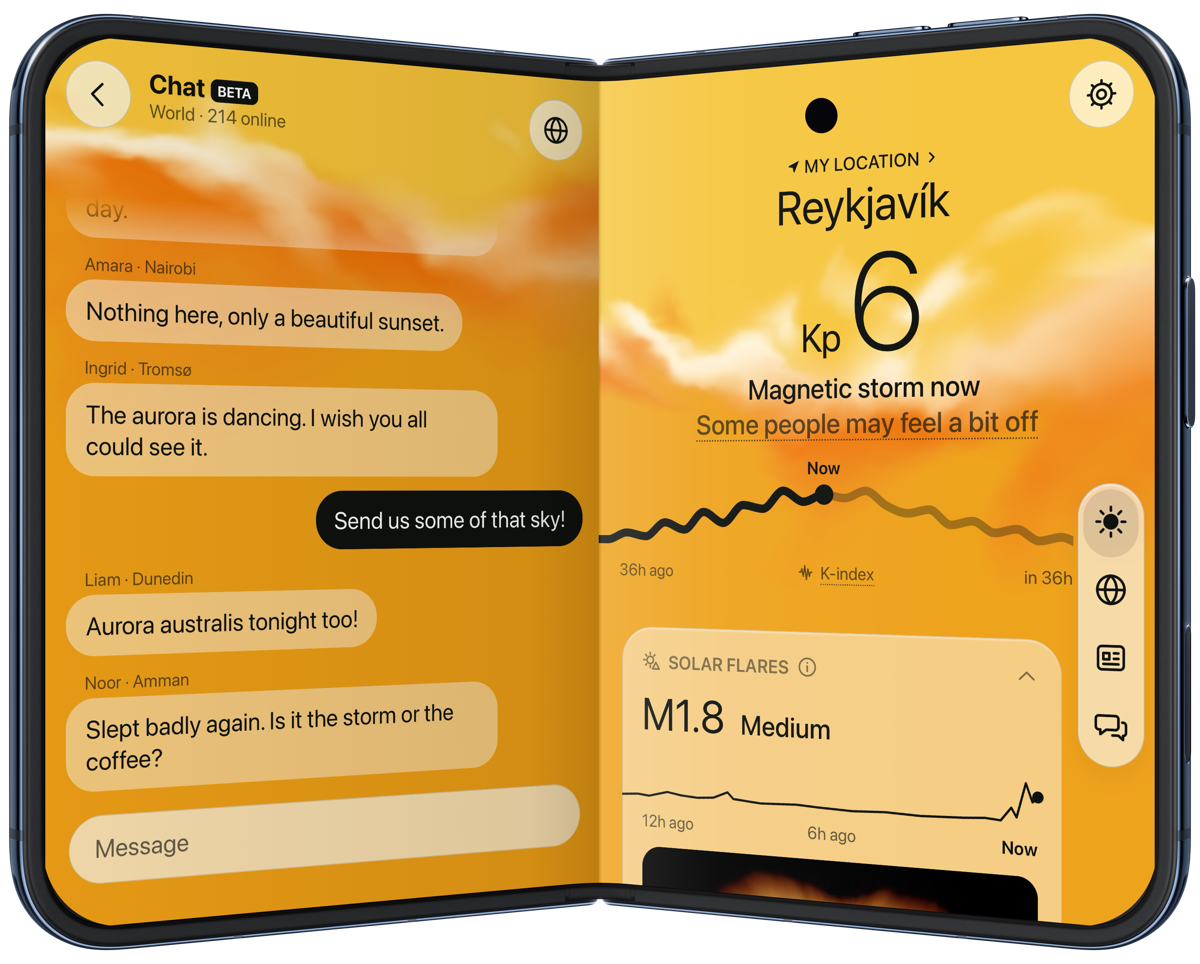 Chat BETA
World · 214 online
day.
Amara · Nairobi
Nothing here, only a beautiful sunset.
Ingrid · Tromsø
The aurora is dancing. I wish you all
could see it.
Send us some of that sky!
Liam · Dunedin
Aurora australis tonight too!
Noor · Amman
Slept badly again. Is it the storm or the
coffee?
Message
MY LOCATION
Reykjavík
Kp 6
Magnetic storm now
Some people may feel a bit off
Now
36h ago
K-index
in 36h
SOLAR FLARES
M1.8 Medium
12h ago
6h ago
Now